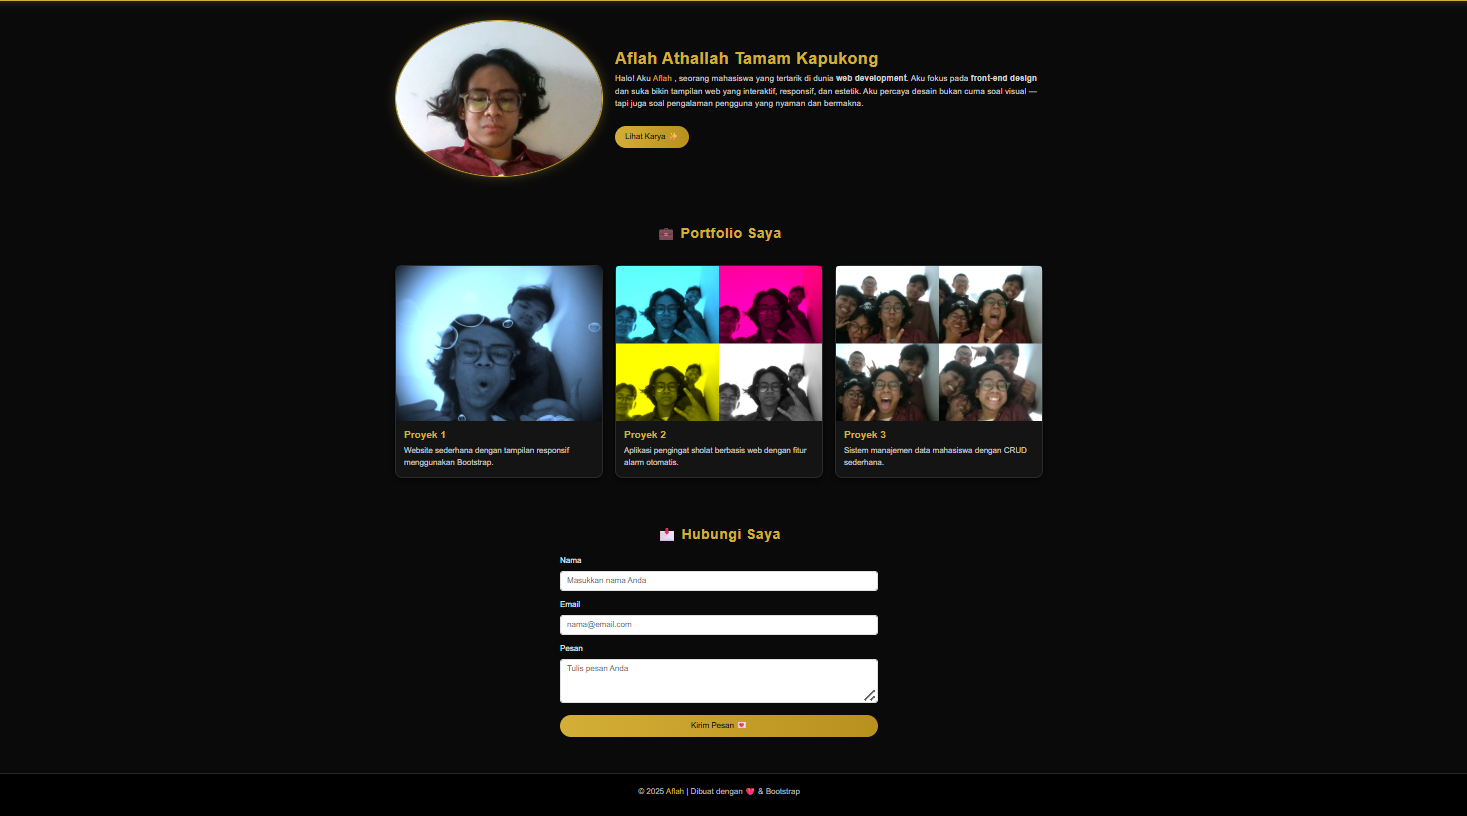 Aflah Athallah Tamam Kapukong
Halo! Aku Aflah , seorang mahasiswa yang tertarik di dunia web development. Aku fokus pada front-end design
dan suka bikin tampilan web yang interaktif, responsif, dan estetik. Aku percaya desain bukan cuma soal visual —
tapi juga soal pengalaman pengguna yang nyaman dan bermakna.
Lihat Karya ✨
💼 Portfolio Saya
Proyek 1
Website sederhana dengan tampilan responsif
menggunakan Bootstrap.
Proyek 2
Aplikasi pengingat sholat berbasis web dengan fitur
alarm otomatis.
Proyek 3
Sistem manajemen data mahasiswa dengan CRUD
sederhana.
📩 Hubungi Saya
Nama
Masukkan nama Anda
Email
nama@email.com
Pesan
Tulis pesan Anda
Kirim Pesan 💌
© 2025 Aflah | Dibuat dengan 💖 & Bootstrap